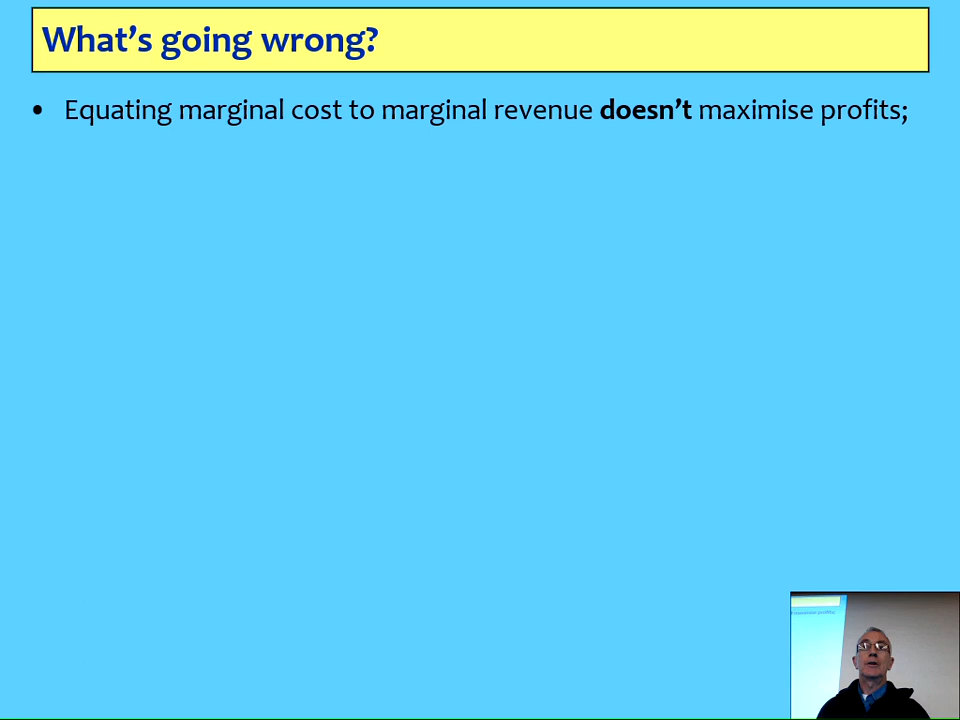 What’s going wrong?
• Equating marginal cost to marginal revenue doesn’t maximise profits;